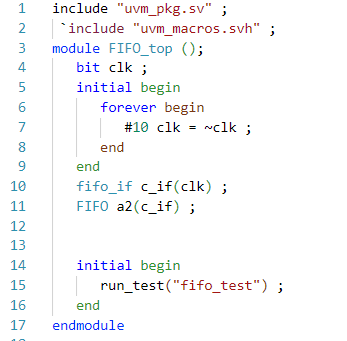 1 include "uvm_pkg.sv" ;
2 `include "uvm_macros.svh" ;
3 module FIFO_top ();
4 bit clk ;
5 initial begin
6 forever begin
7 #10 clk = ~clk ;
8 end
9 end
10 fifo_if c_if(clk) ;
11 FIFO a2(c_if) ;
12
13
14 initial begin
15 run_test("fifo_test") ;
16 end
17 endmodule